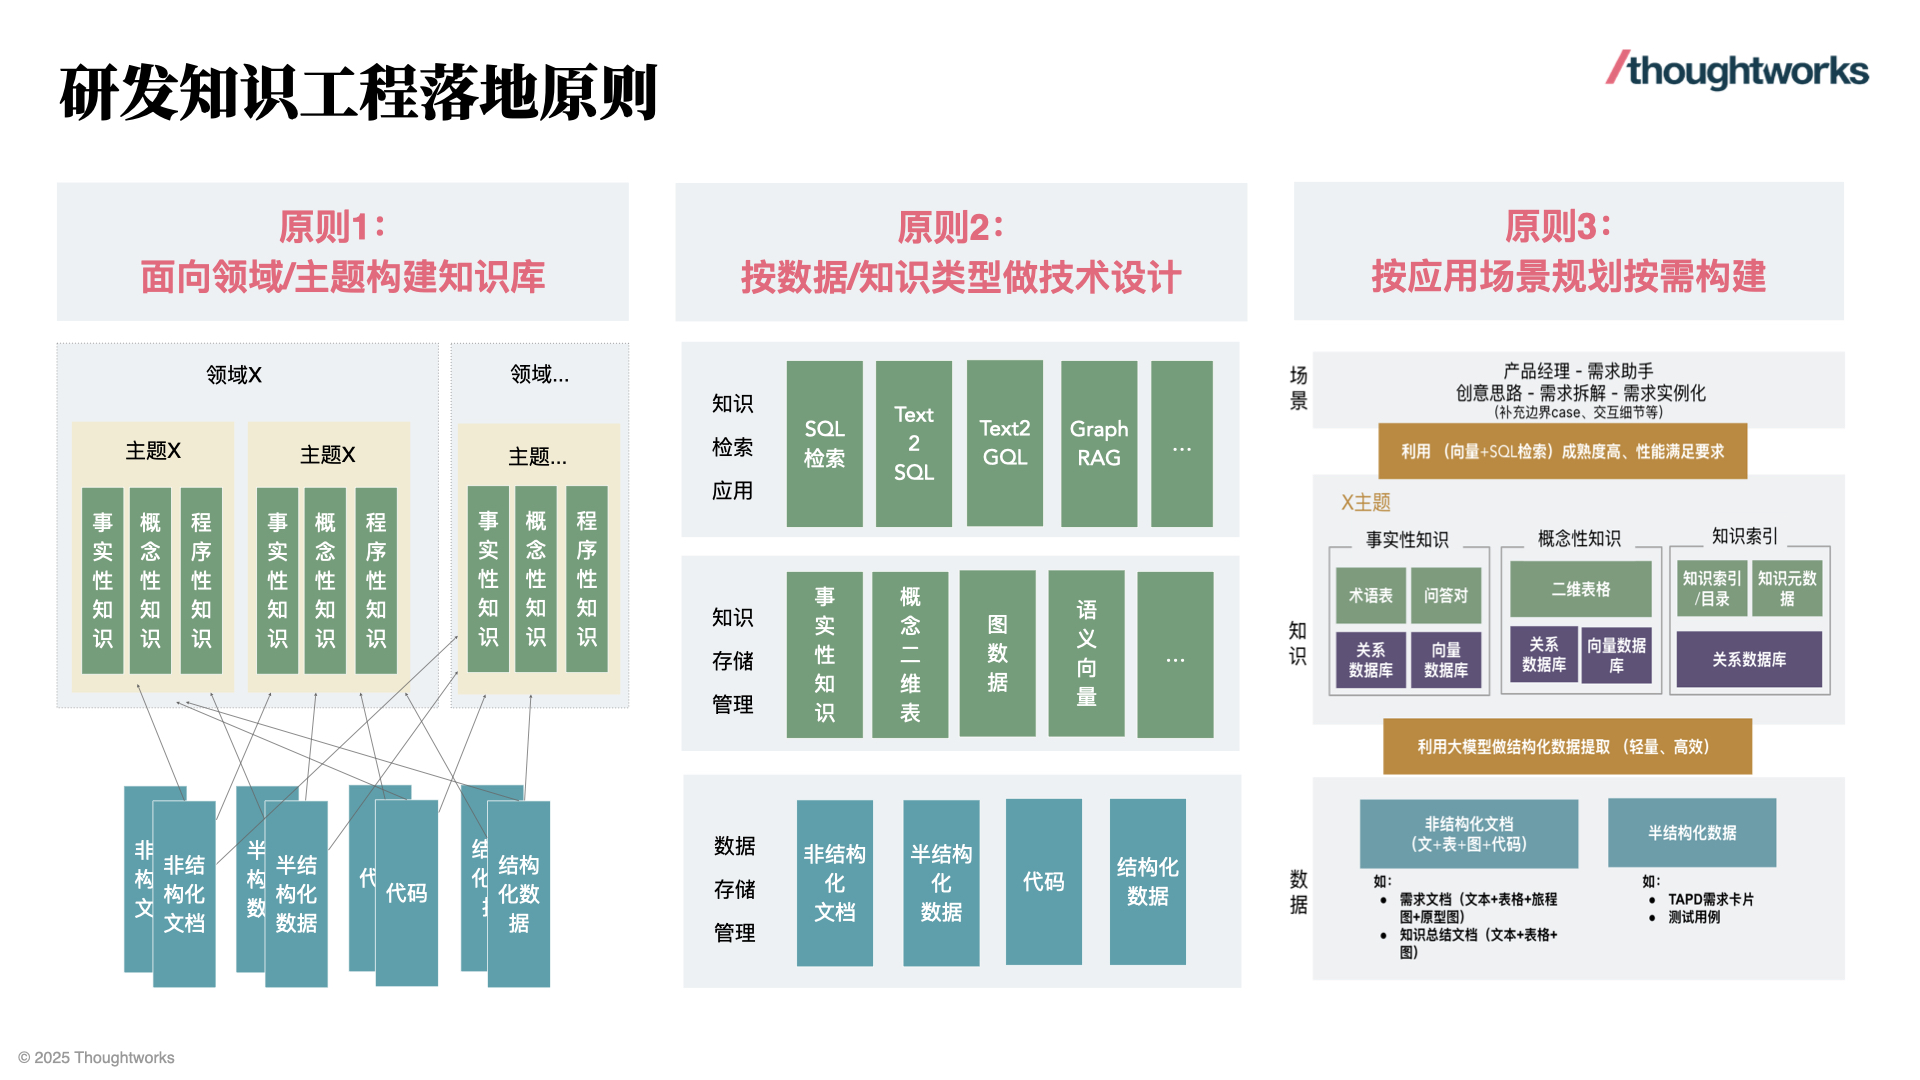 研发知识工程落地原则
/thoughtworks
原则1：
面向领域/主题构建知识库
领域X
领域...
主题X
主题X
主题...
事实性知识
概念性知识
程序性知识
事实性知识
概念性知识
程序性知识
事实性知识
概念性知识
程序性知识
非结构化文档
半结构化数据
代码
结构化数据
原则2：
按数据/知识类型做技术设计
知识
检索
应用
SQL
检索
Text
2
SQL
Text2
GQL
Graph
RAG
...
知识
存储
管理
事实性知识
概念二维表
图数据
语义向量
...
数据
存储
管理
非结构
化
文档
半结构
化
数据
代码
结构化
数据
原则3：
按应用场景规划按需构建
场景
产品经理 - 需求助手
创意思路 - 需求拆解 - 需求实例化
（补充边界case、交互细节等）
利用 （向量+SQL检索）成熟度高、性能满足要求
知识
X主题
事实性知识
术语表
问答对
关系
数据库
向量
数据库
概念性知识
二维表格
关系
数据库
向量数据
库
知识索引
知识索引
/目录
知识元数
据
关系数据库
利用大模型做结构化数据提取 （轻量、高效）
数据
非结构化文档
（文+表+图+代码）
如：
● 需求文档（文本+表格+旅程
图+原型图）
● 知识总结文档（文本+表格+
图）
半结构化数据
如：
● TAPD需求卡片
● 测试用例
© 2025 Thoughtworks